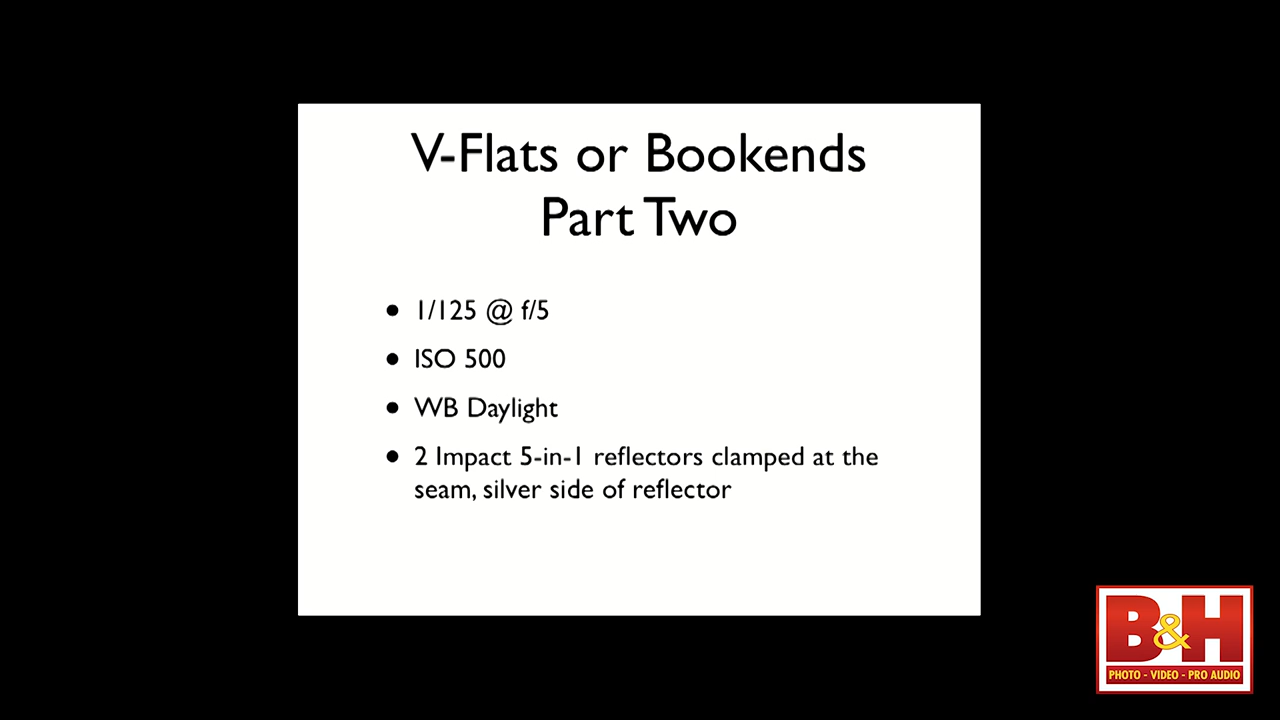 V-Flats or Bookends
Part Two
• 1/125 @ f/5
• ISO 500
• WB Daylight
• 2 Impact 5-in-1 reflectors clamped at the
seam, silver side of reflector
B&H
PHOTO - VIDEO - PRO AUDIO